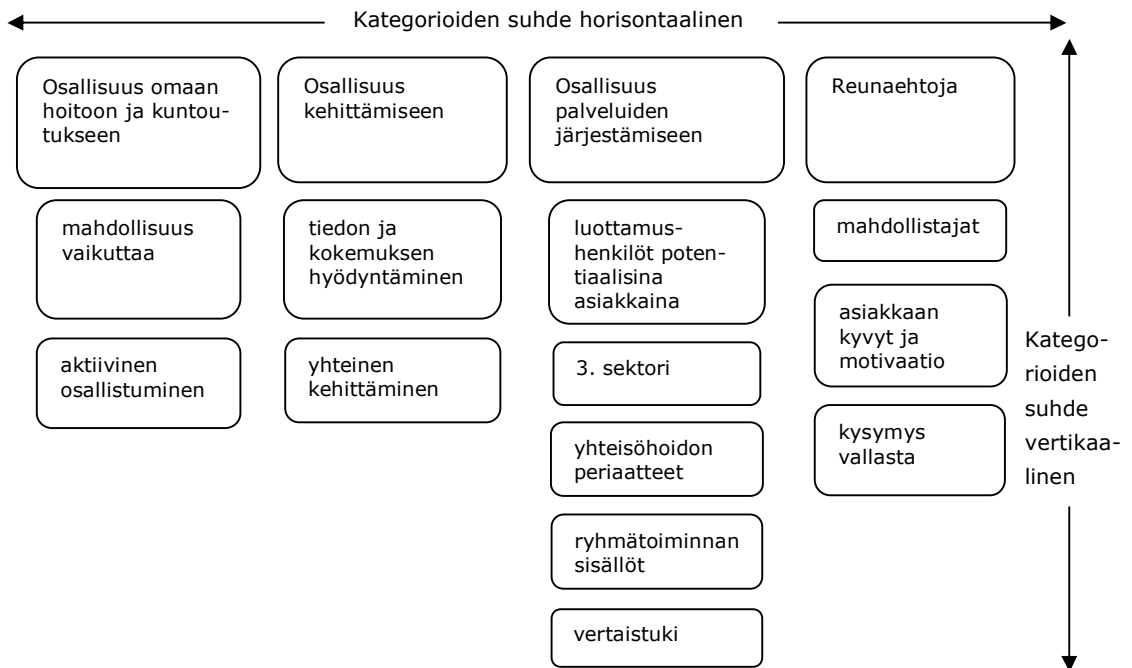 Kategorioiden suhde horisontaalinen
Osallisuus omaan
hoitoon ja kuntou-
tukseen
mahdollisuus
vaikuttaa
aktiivinen
osallistuminen
Osallisuus
kehittämiseen
tiedon ja
kokemuksen
hyödyntäminen
yhteinen
kehittäminen
Osallisuus
palveluiden
järjestämiseen
luottamus-
henkilöt poten-
tiaalisina
asiakkaina
3. sektori
yhteisöhoidon
periaatteet
ryhmätoiminnan
sisällöt
vertaistuki
Reunaehtoja
mahdollistajat
asiakkaan
kyvyt ja
motivaatio
kysymys
vallasta
Katego-
rioiden
suhde
vertikaa-
linen